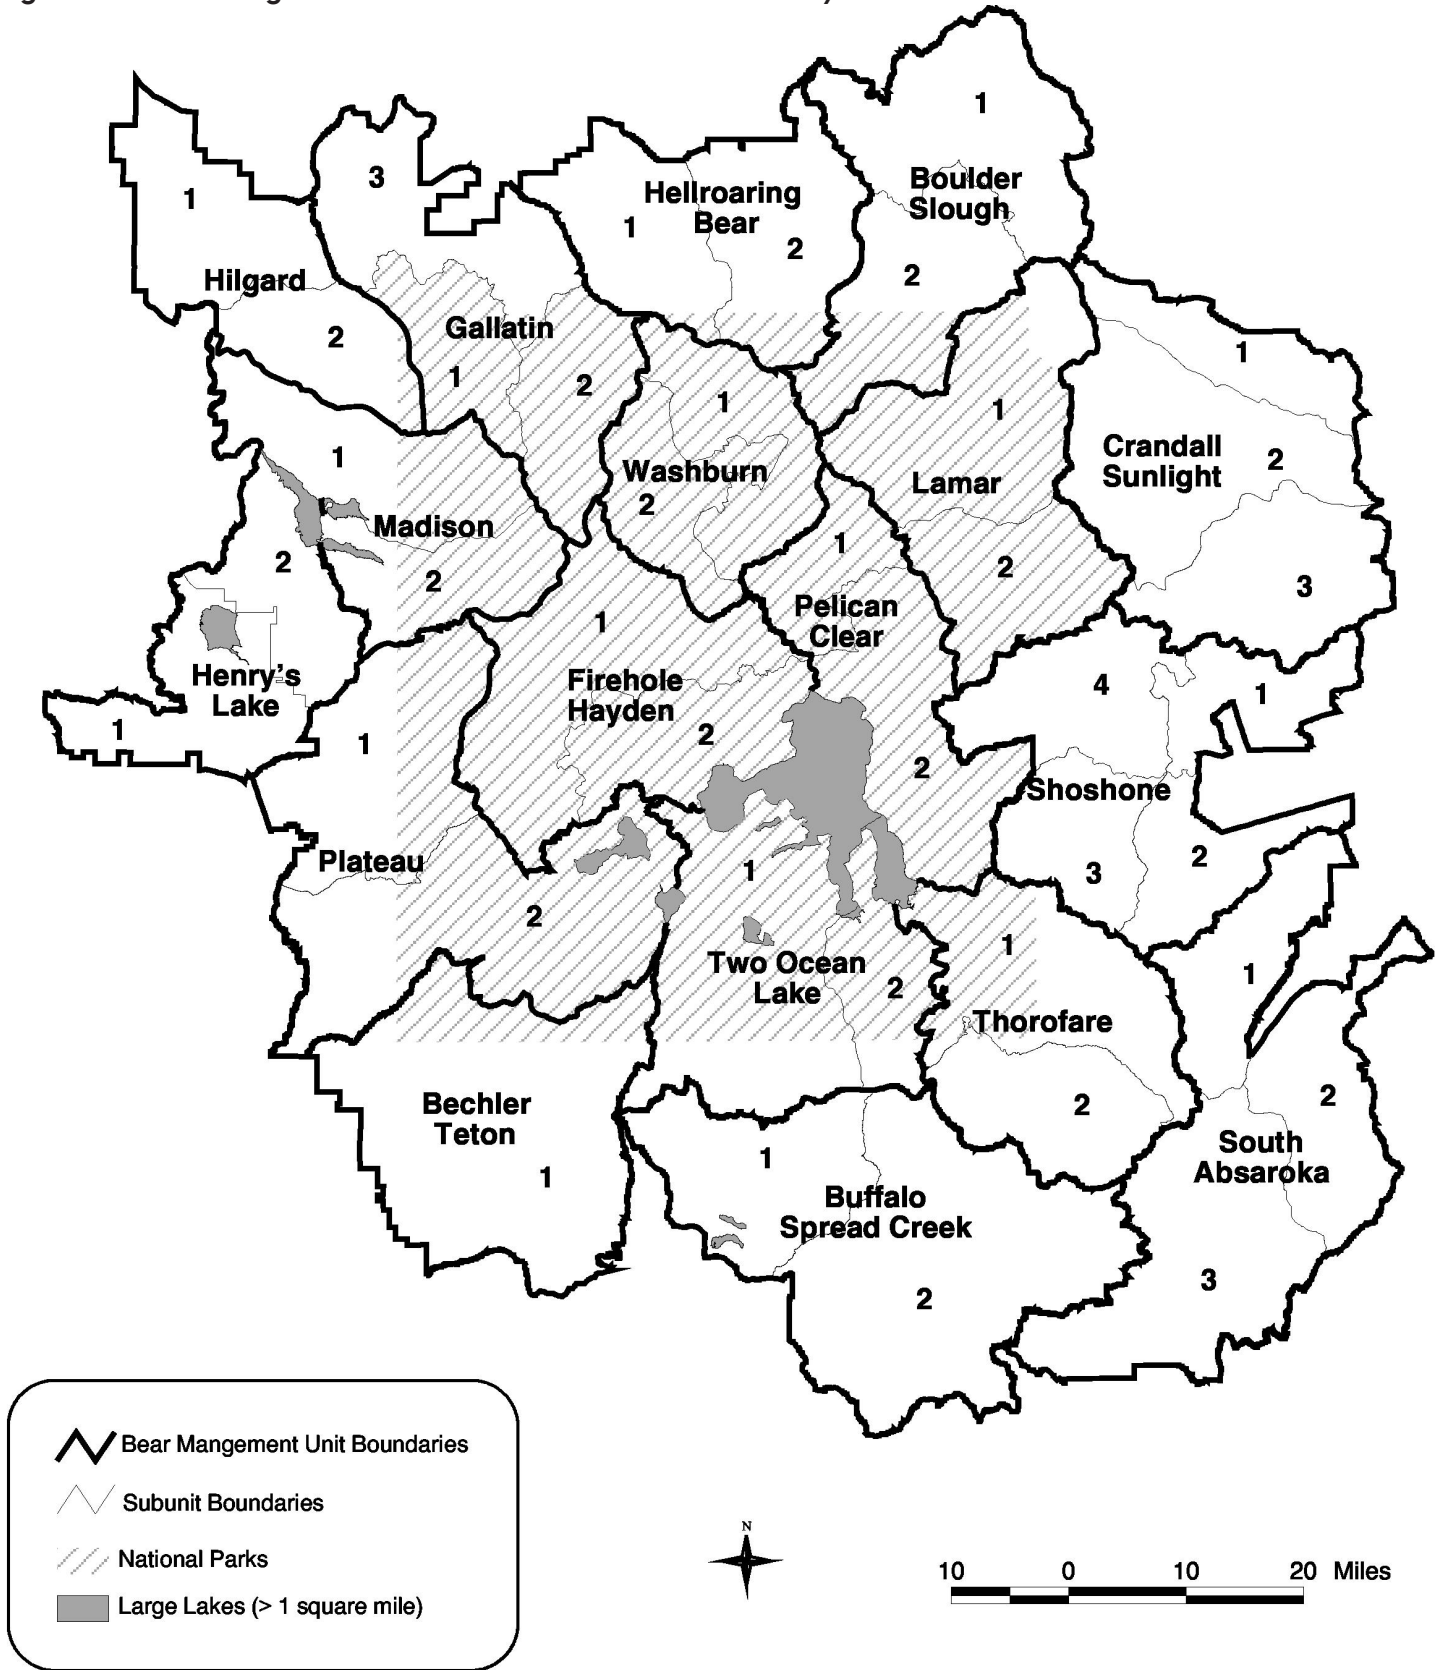 1
3
1
Hellroaring
Bear
1
2
Boulder
Slough
2
1
Hilgard
2
Gallatin
1
2
1
1
1
Crandall
Sunlight
2
3
Washburn
2
Lamar
2
1
Madison
2
2
1
Pelican
Clear
2
1
Firehole
Hayden
2
Henry's
Lake
1
4
1
Shoshone
3
2
1
Plateau
2
1
Two Ocean
Lake
2
1
Thorofare
2
1
2
South
Absaroka
3
Bechler
Teton
1
1
Buffalo
Spread Creek
2
Bear Mangement Unit Boundaries
Subunit Boundaries
National Parks
Large Lakes (> 1 square mile)
N
10 0 10 20 Miles